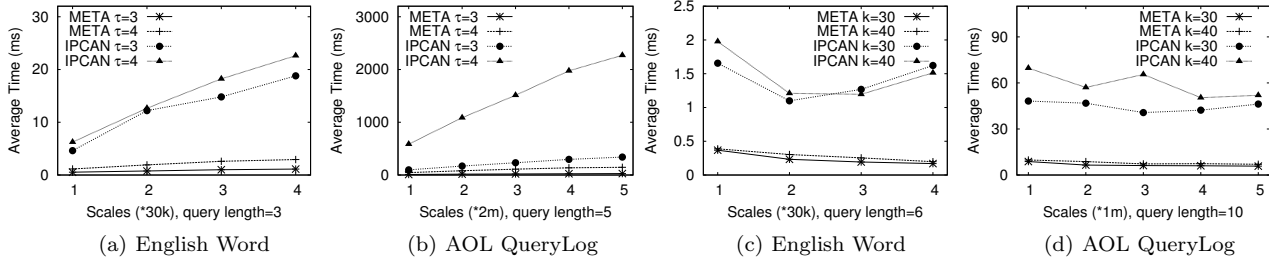 Average Time (ms)
30
20
10
0
META τ=3
META τ=4
IPCAN τ=3
IPCAN τ=4
1 2 3 4
Scales (*30k), query length=3
(a) English Word
Average Time (ms)
3000
2000
1000
0
META τ=3
META τ=4
IPCAN τ=3
IPCAN τ=4
1 2 3 4 5
Scales (*2m), query length=5
(b) AOL QueryLog
Average Time (ms)
2.5
2
1.5
1
0.5
0
META k=30
META k=40
IPCAN k=30
IPCAN k=40
1 2 3 4
Scales (*30k), query length=6
(c) English Word
Average Time (ms)
90
60
30
0
META k=30
META k=40
IPCAN k=30
IPCAN k=40
1 2 3 4 5
Scales (*1m), query length=10
(d) AOL QueryLog